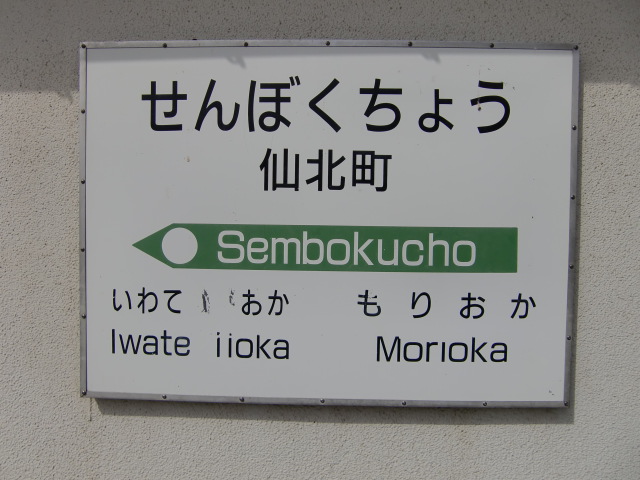 せんぼくちょう
仙北町
Sembokucho
いわて おか もりおか
Iwate iioka Morioka